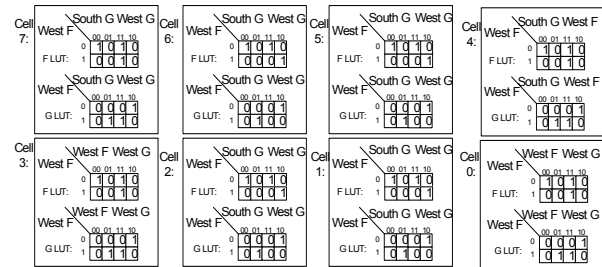 Cell 7:
South G West G
West F
00 01 11 10
0 1 0 1 0
F LUT: 1 0 0 1 0
South G West G
West F
00 01 11 10
0 0 0 0 1
G LUT: 1 0 1 1 0
Cell 6:
South G West G
West F
00 01 11 10
0 1 0 1 0
F LUT: 1 0 0 1 0
South G West G
West F
00 01 11 10
0 0 0 0 1
G LUT: 1 0 1 0 0
Cell 5:
South G West G
West F
00 01 11 10
0 1 0 1 0
F LUT: 1 0 0 1 0
South G West G
West F
00 01 11 10
0 0 0 0 1
G LUT: 1 0 1 0 0
Cell 4:
South G West F
West F
00 01 11 10
0 1 0 1 0
F LUT: 1 0 0 1 0
South G West F
West F
00 01 11 10
0 0 0 0 1
G LUT: 1 0 1 1 0
Cell 3:
West F West G
West F
00 01 11 10
0 1 0 1 0
F LUT: 1 0 0 1 0
West F West G
West F
00 01 11 10
0 0 0 0 1
G LUT: 1 0 1 1 0
Cell 2:
South G West G
West F
00 01 11 10
0 1 0 1 0
F LUT: 1 0 0 1 0
South G West G
West F
00 01 11 10
0 0 0 0 1
G LUT: 1 0 1 0 0
Cell 1:
South G West G
West F
00 01 11 10
0 1 0 1 0
F LUT: 1 0 0 1 0
South G West G
West F
00 01 11 10
0 0 0 0 1
G LUT: 1 0 1 0 0
Cell 0:
West F West G
West F
00 01 11 10
0 1 0 1 0
F LUT: 1 0 0 1 0
South G West G
West F
00 01 11 10
0 0 0 0 1
G LUT: 1 0 1 1 0